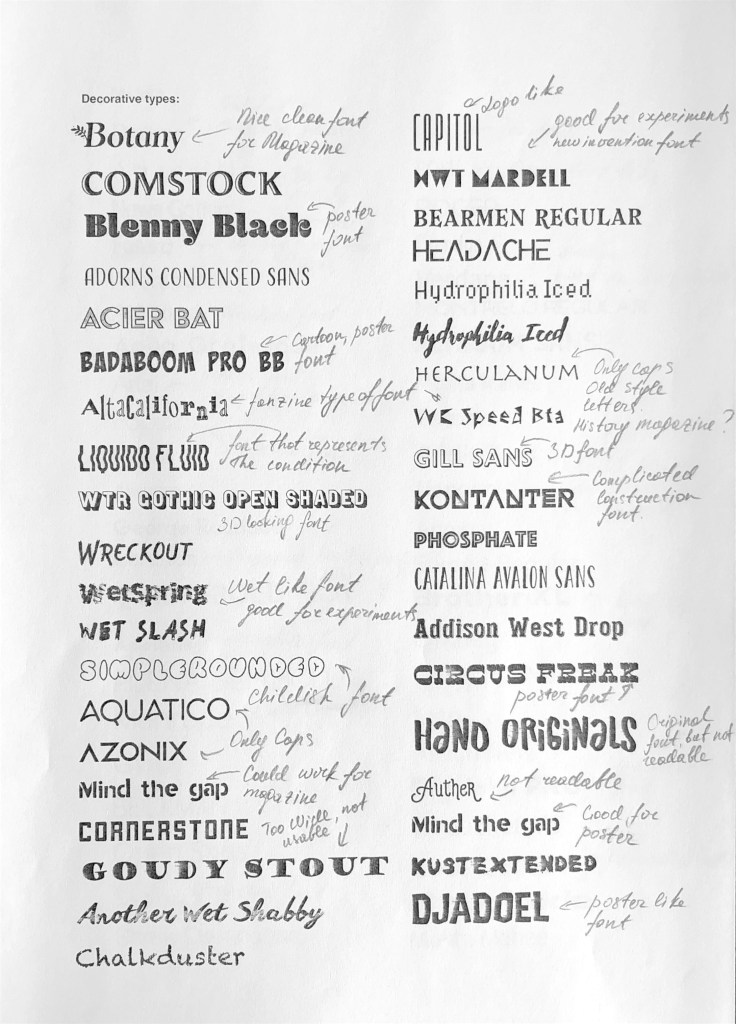 Decorative types:
Botany
Nice clean font
for Magazine
COMSTOCK
Blenny Black
poster
font
ADORNS CONDENSED SANS
ACIER BAT
BADABOOM PRO BB
Cartoon, poster
font
AltaCalifornia
fanzine type of font
LIQUIDO FLUID
font that represents
the condition
WTR GOTHIC OPEN SHADED
3D looking font
WRECKOUT
WetSpring
Wet like font
good for experiments
WET SLASH
SIMPLEROUNDED
Childish font
AQUATICO
AZONIX
Only Caps
Mind the gap
Could work for
magazine
CORNERSTONE
Too Wide, not
usable
GOUDY STOUT
Another Wet Shabby
Chalkduster
Logo like
CAPITOL
good for experiments
new invention font
NWT MARDELL
BEARMEN REGULAR
HEADACHE
Hydrophilia Iced
Hydrophilia Iced
HERCULANUM
Only caps
Old style
letters.
History magazine?
WC Speed Bta
GILL SANS
3D font
KONTANTER
Complicated
Construction
font.
PHOSPHATE
CATALINA AVALON SANS
Addison West Drop
CIRCUS FREAK
poster font
HAND ORIGINALS
Original
font, but not
readable
Auther
not readable
Mind the gap
Good for
poster
KUSTEXTENDED
DJADOEL
poster like
font